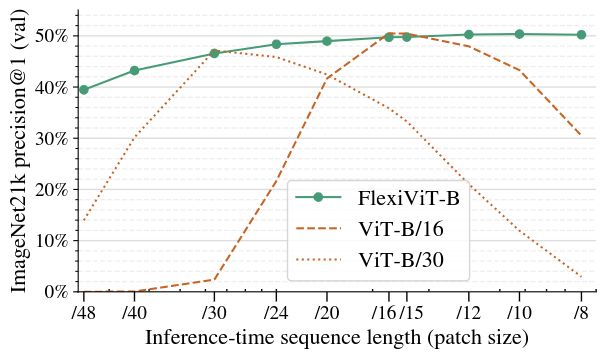 ImageNet21k precision@1 (val)
50%
40%
30%
20%
10%
0%
FlexiViT-B
ViT-B/16
ViT-B/30
/48 /40 /30 /24 /20 /16 /15 /12 /10 /8
Inference-time sequence length (patch size)